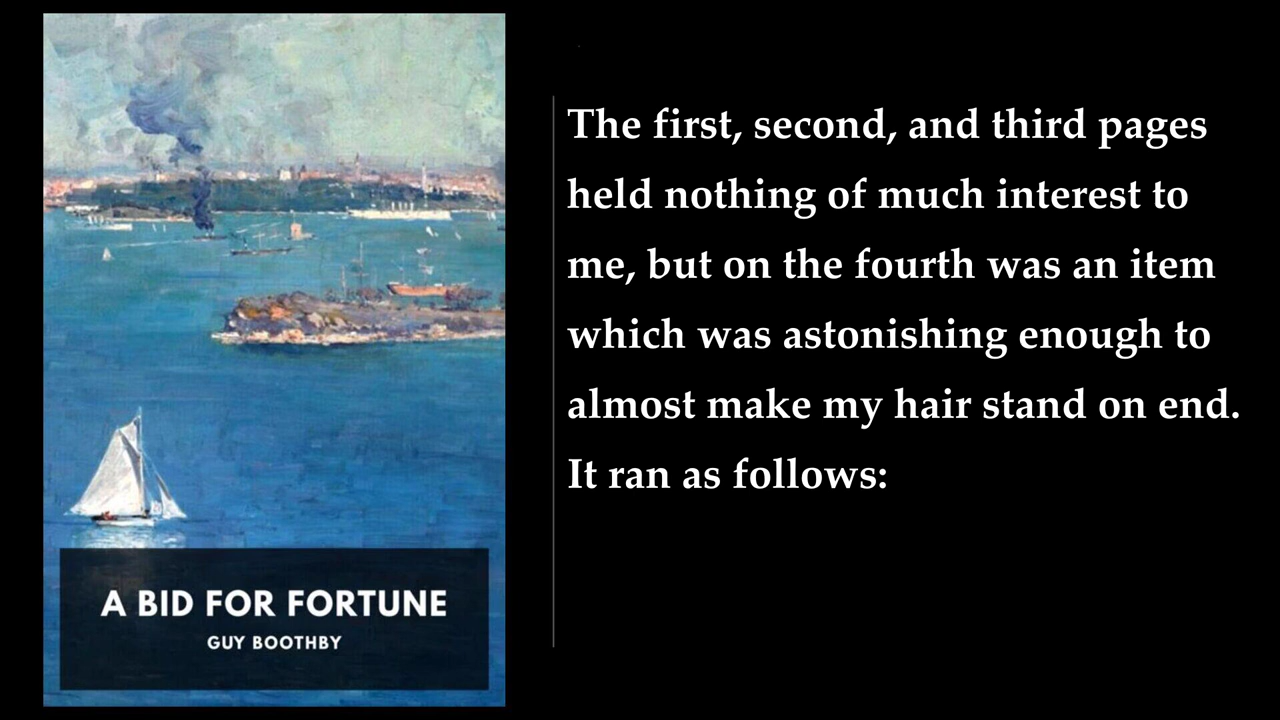 The first, second, and third pages
held nothing of much interest to
me, but on the fourth was an item
which was astonishing enough to
almost make my hair stand on end.
It ran as follows:
A BID FOR FORTUNE
GUY BOOTHBY